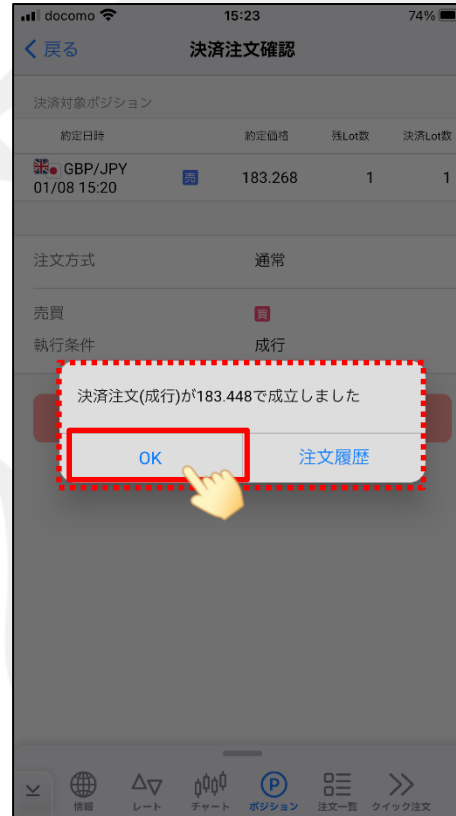 docomo 15:23 74%
戻る 決済注文確認
決済対象ポジション
約定日時 約定価格 残Lot数 決済Lot数
GBP/JPY
01/08 15:20 売 183.268 1 1
注文方式 通常
売買 買
執行条件 成行
決済注文(成行)が183.448で成立しました
OK 注文履歴
P
情報 レート チャート ポジション 注文一覧 クイック注文